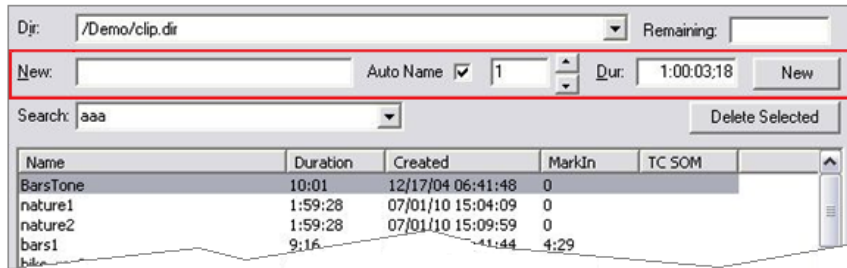 Dir: /Demo/clip.dir Remaining:
New: Auto Name 1 Dur: 1:00:03;18 New
Search: aaa Delete Selected
Name Duration Created MarkIn TC SOM
BarsTone 10:01 12/17/04 06:41:48 0
nature1 1:59:28 07/01/10 15:04:09 0
nature2 1:59:28 07/01/10 15:09:59 0
bars1 9:16 41:44 4:29